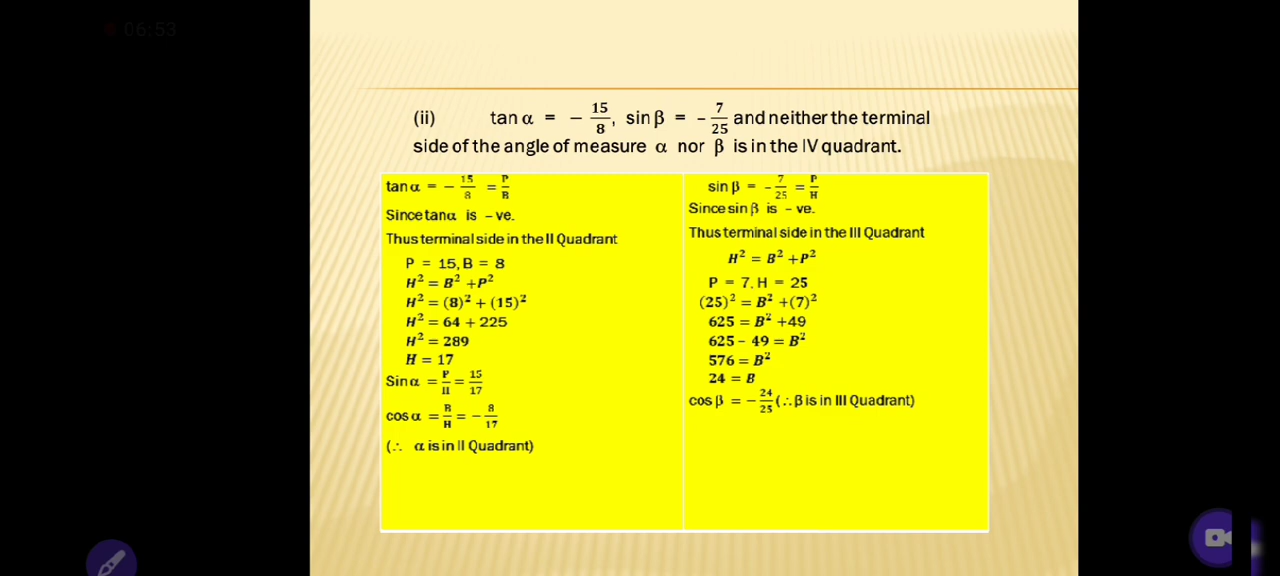 06:53
(ii) tan α = − 15/8, sin β = - 7/25 and neither the terminal
side of the angle of measure α nor β is in the IV quadrant.
tan α = − 15/8 = P/B
Since tanα is – ve.
Thus terminal side in the II Quadrant
P = 15, B = 8
H² = B² +P²
H² = (8)² + (15)²
H² = 64 + 225
H² = 289
H = 17
Sin α = P/H = 15/17
cos α = B/H = − 8/17
(∴ α is in II Quadrant)
sin β = - 7/25 = P/H
Since sin β is – ve.
Thus terminal side in the III Quadrant
H² = B² +P²
P = 7, H = 25
(25)² = B² +(7)²
625 = B² +49
625 − 49 = B²
576 = B²
24 = B
cos β = − 24/25 (∴ β is in III Quadrant)